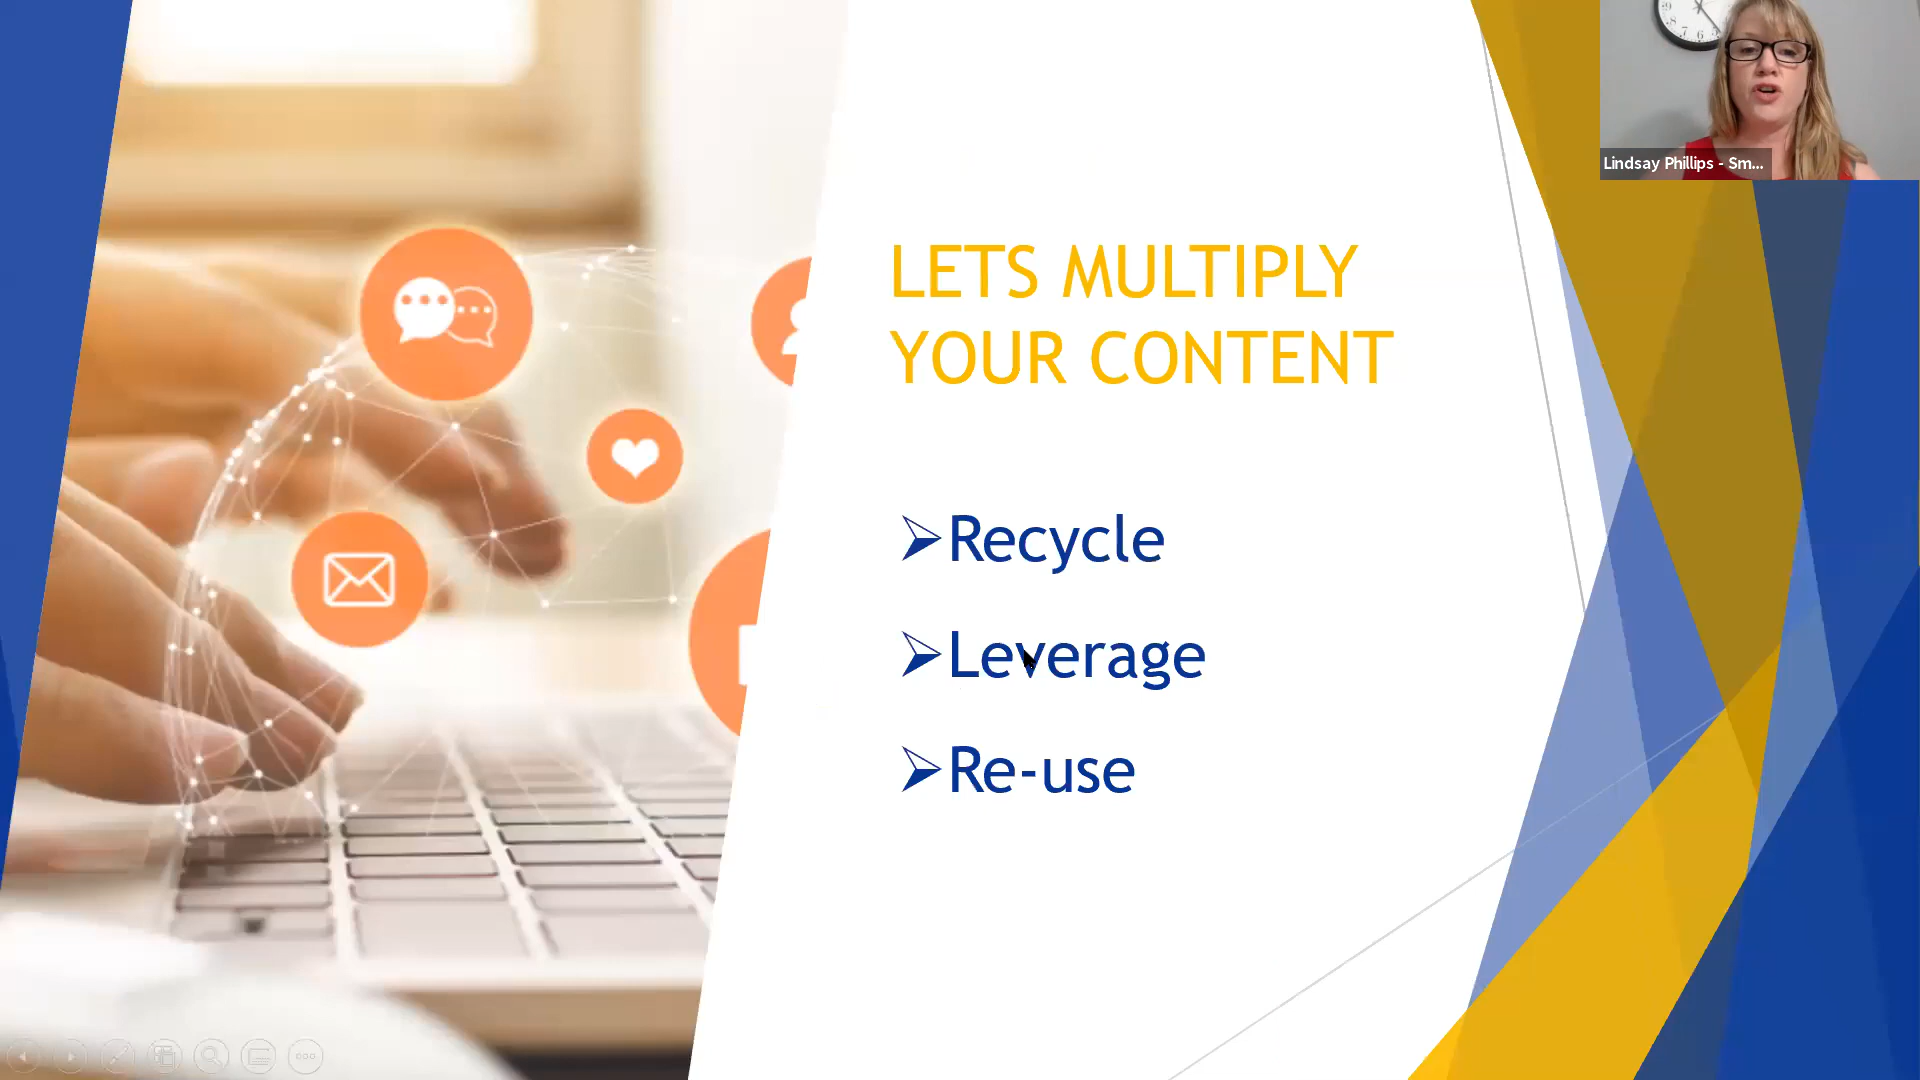 Lindsay Phillips - Sm...
LETS MULTIPLY
YOUR CONTENT
Recycle
Leverage
Re-use